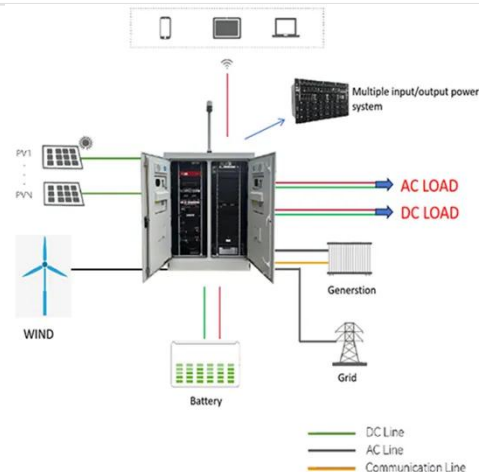 Multiple input/output power
system
PV1
PVN
AC LOAD
DC LOAD
WIND
Generstion
Grid
Battery
DC Line
AC Line
Communication Line